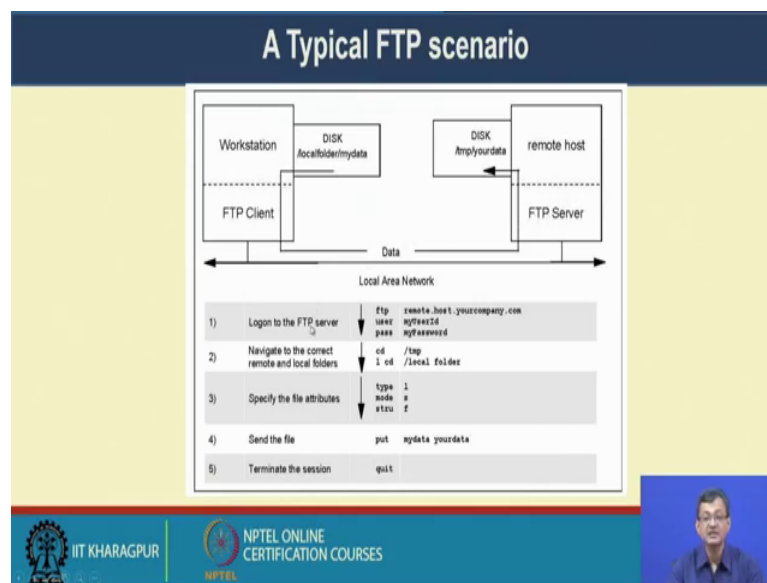 A Typical FTP scenario
Workstation
DISK
/localfolder/mydata
FTP Client
DISK
/tmp/yourdata
remote host
FTP Server
Data
Local Area Network
1) Logon to the FTP server ftp remote.host.yourcompany.com
user myUserId
pass myPassword
2) Navigate to the correct remote and local folders cd /tmp
l cd /local folder
3) Specify the file attributes type l
mode s
stru f
4) Send the file put mydata yourdata
5) Terminate the session quit
IIT KHARAGPUR
NPTEL ONLINE
CERTIFICATION COURSES
NPTEL